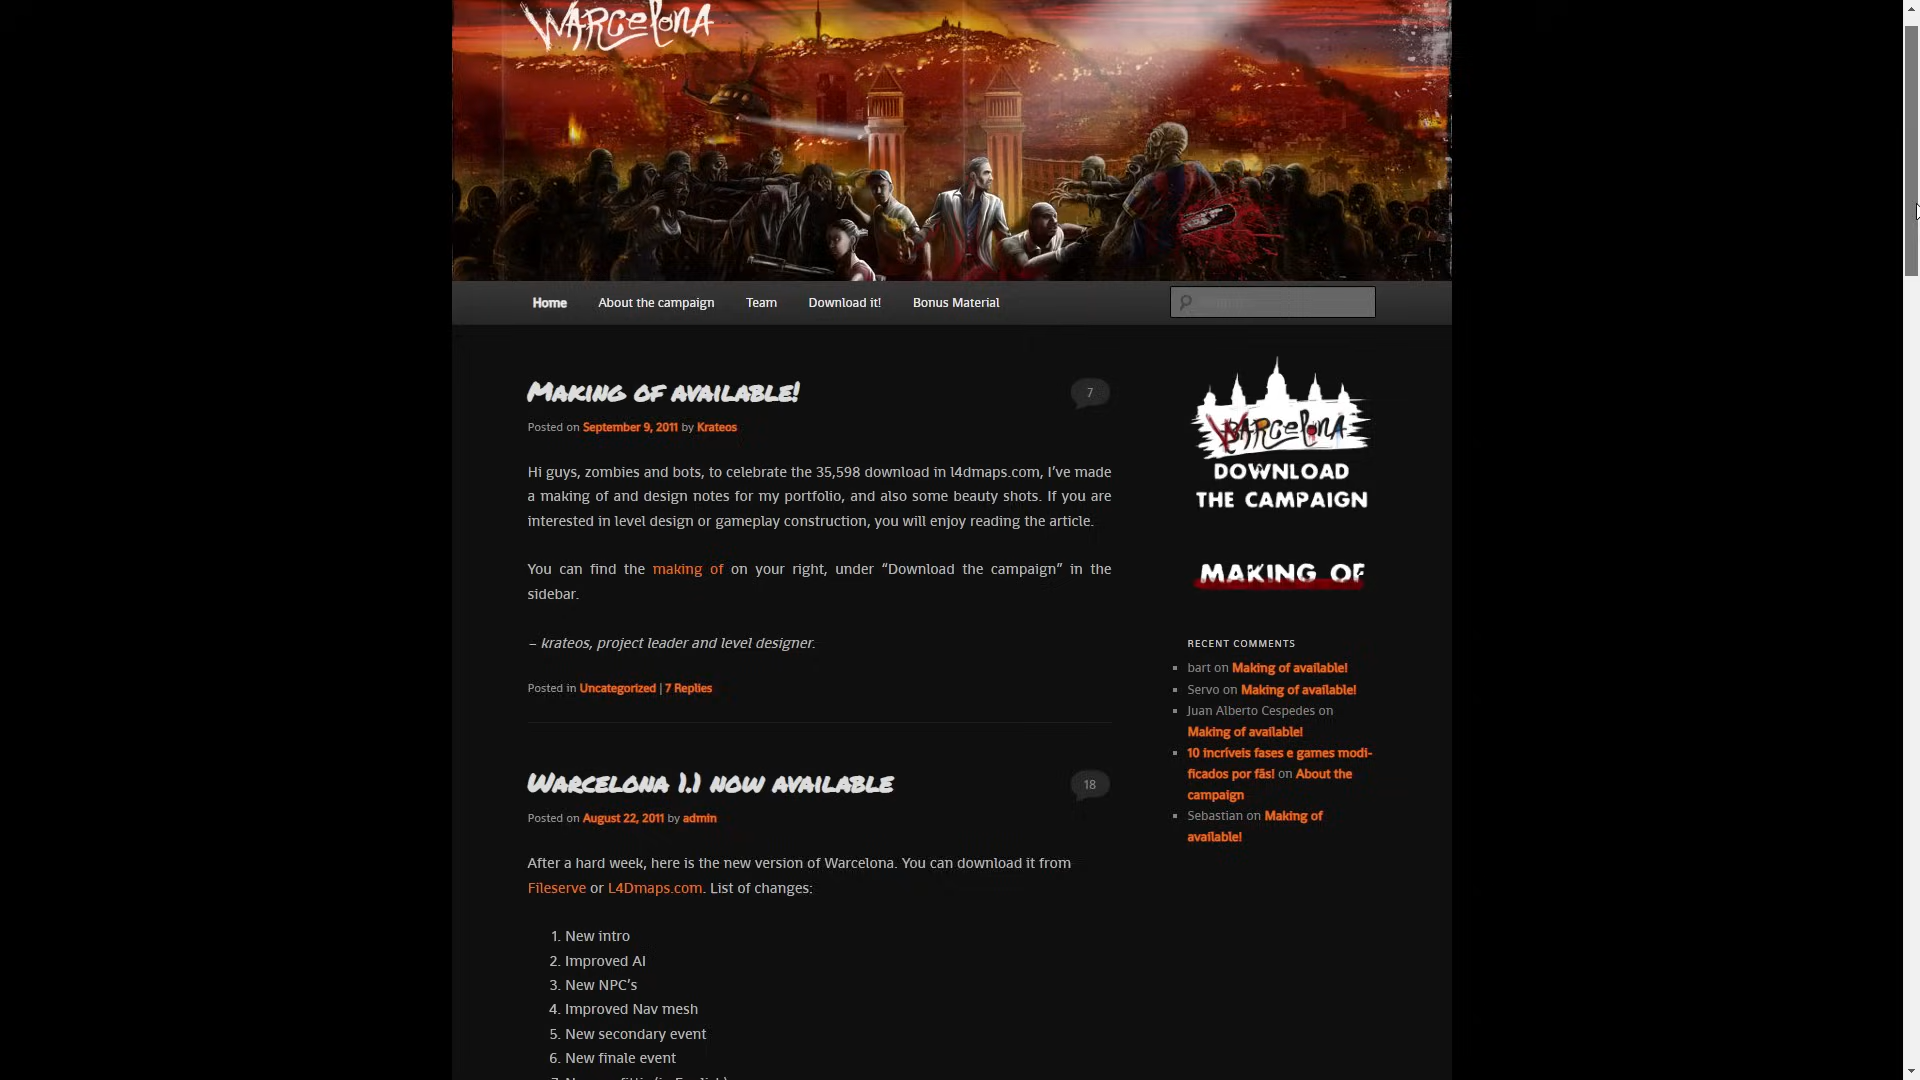 WARCELONA
Home About the campaign Team Download it! Bonus Material
Making of available!
7
Posted on September 9, 2011 by Krateos
Hi guys, zombies and bots, to celebrate the 35,598 download in l4dmaps.com, I’ve made
a making of and design notes for my portfolio, and also some beauty shots. If you are
interested in level design or gameplay construction, you will enjoy reading the article.
You can find the making of on your right, under “Download the campaign” in the
sidebar.
– krateos, project leader and level designer.
Posted in Uncategorized | 7 Replies
Warcelona 1.1 now available
18
Posted on August 22, 2011 by admin
After a hard week, here is the new version of Warcelona. You can download it from
Fileserve or L4Dmaps.com. List of changes:
1. New intro
2. Improved AI
3. New NPC’s
4. Improved Nav mesh
5. New secondary event
6. New finale event
WARCELONA
DOWNLOAD
THE CAMPAIGN
MAKING OF
RECENT COMMENTS
bart on Making of available!
Servo on Making of available!
Juan Alberto Cespedes on
Making of available!
10 incríveis fases e games modi-
ficados por fãs! on About the
campaign
Sebastian on Making of
available!